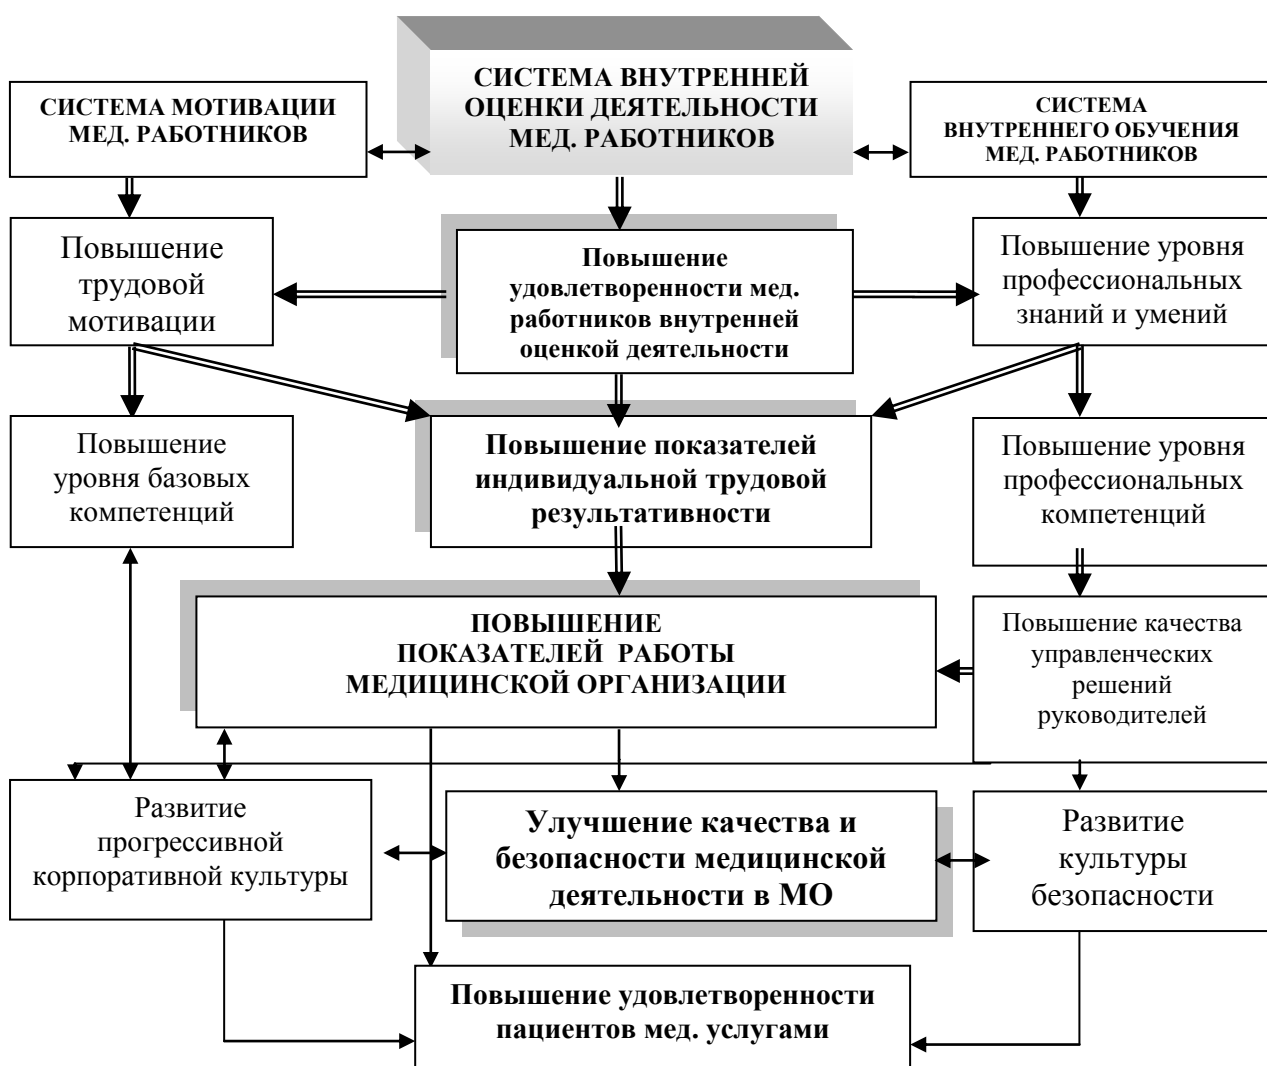 СИСТЕМА МОТИВАЦИИ
МЕД. РАБОТНИКОВ
СИСТЕМА ВНУТРЕННЕЙ
ОЦЕНКИ ДЕЯТЕЛЬНОСТИ
МЕД. РАБОТНИКОВ
СИСТЕМА
ВНУТРЕННЕГО ОБУЧЕНИЯ
МЕД. РАБОТНИКОВ
Повышение
трудовой
мотивации
Повышение
удовлетворенности мед.
работников внутренней
оценкой деятельности
Повышение уровня
профессиональных
знаний и умений
Повышение
уровня базовых
компетенций
Повышение показателей
индивидуальной трудовой
результативности
Повышение уровня
профессиональных
компетенций
ПОВЫШЕНИЕ
ПОКАЗАТЕЛЕЙ РАБОТЫ
МЕДИЦИНСКОЙ ОРГАНИЗАЦИИ
Повышение качества
управленческих
решений
руководителей
Развитие
прогрессивной
корпоративной культуры
Улучшение качества и
безопасности медицинской
деятельности в МО
Развитие
культуры
безопасности
Повышение удовлетворенности
пациентов мед. услугами